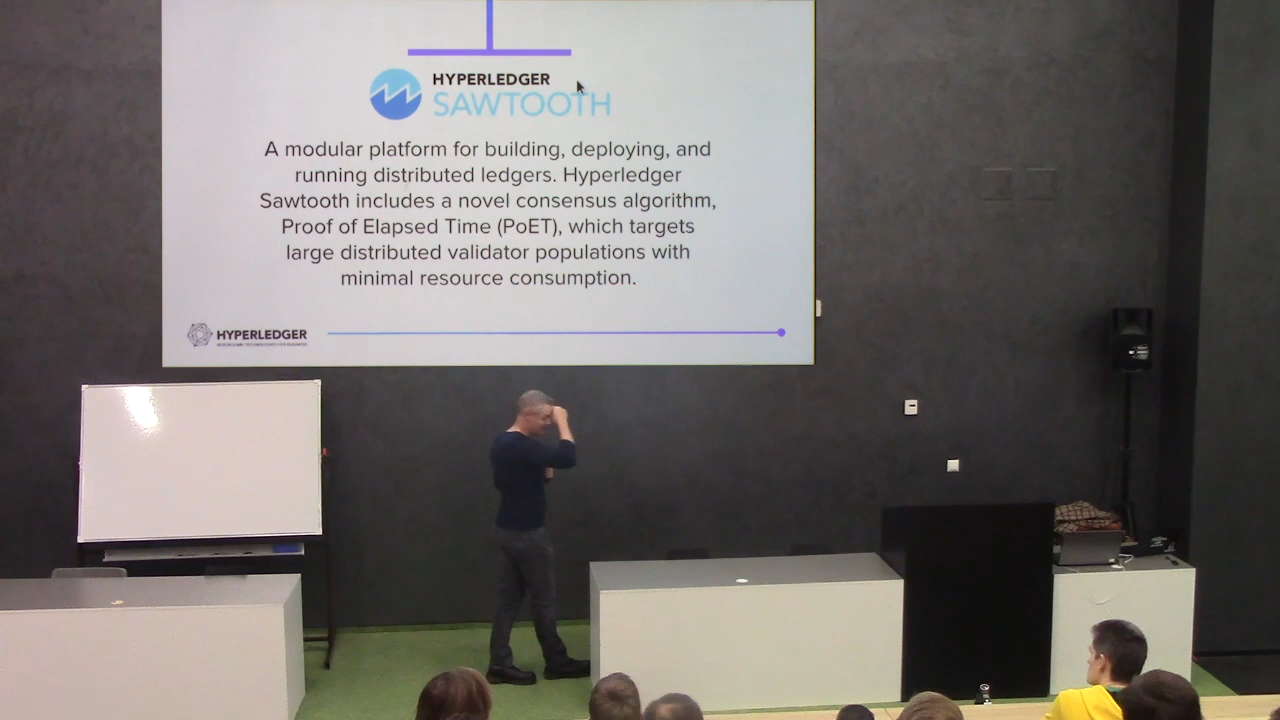 HYPERLEDGER
SAWTOOTH
A modular platform for building, deploying, and
running distributed ledgers. Hyperledger
Sawtooth includes a novel consensus algorithm,
Proof of Elapsed Time (PoET), which targets
large distributed validator populations with
minimal resource consumption.
HYPERLEDGER